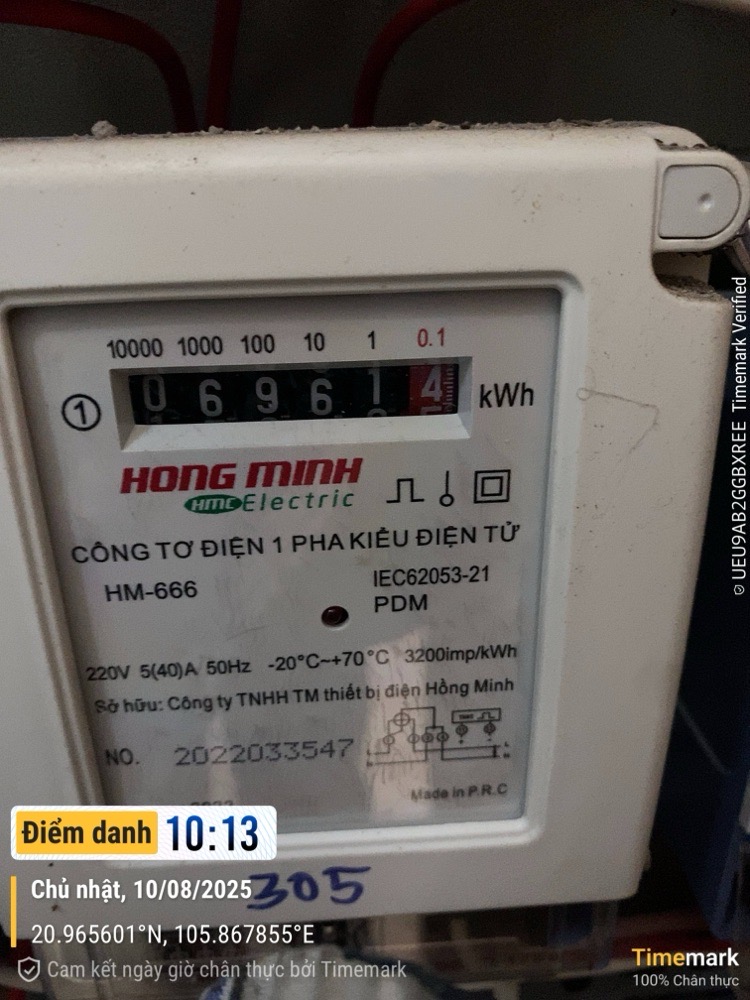 10000 1000 100 10 1 0.1
① 0 6 9 6 1 4 kWh
HONG MINH
HMC Electric
CÔNG TƠ ĐIỆN 1 PHA KIỂU ĐIỆN TỬ
HM-666
IEC62053-21
PDM
220V 5(40)A 50Hz -20°C~+70°C 3200imp/kWh
Sở hữu: Công ty TNHH TM thiết bị điện Hồng Minh
NO. 2022033547
Made in P.R.C
305
Điểm danh 10:13
Chủ nhật, 10/08/2025
20.965601°N, 105.867855°E
Cam kết ngày giờ chân thực bởi Timemark
Timemark
100% Chân thực
UEU9AB2GGBXREE Timemark Verified